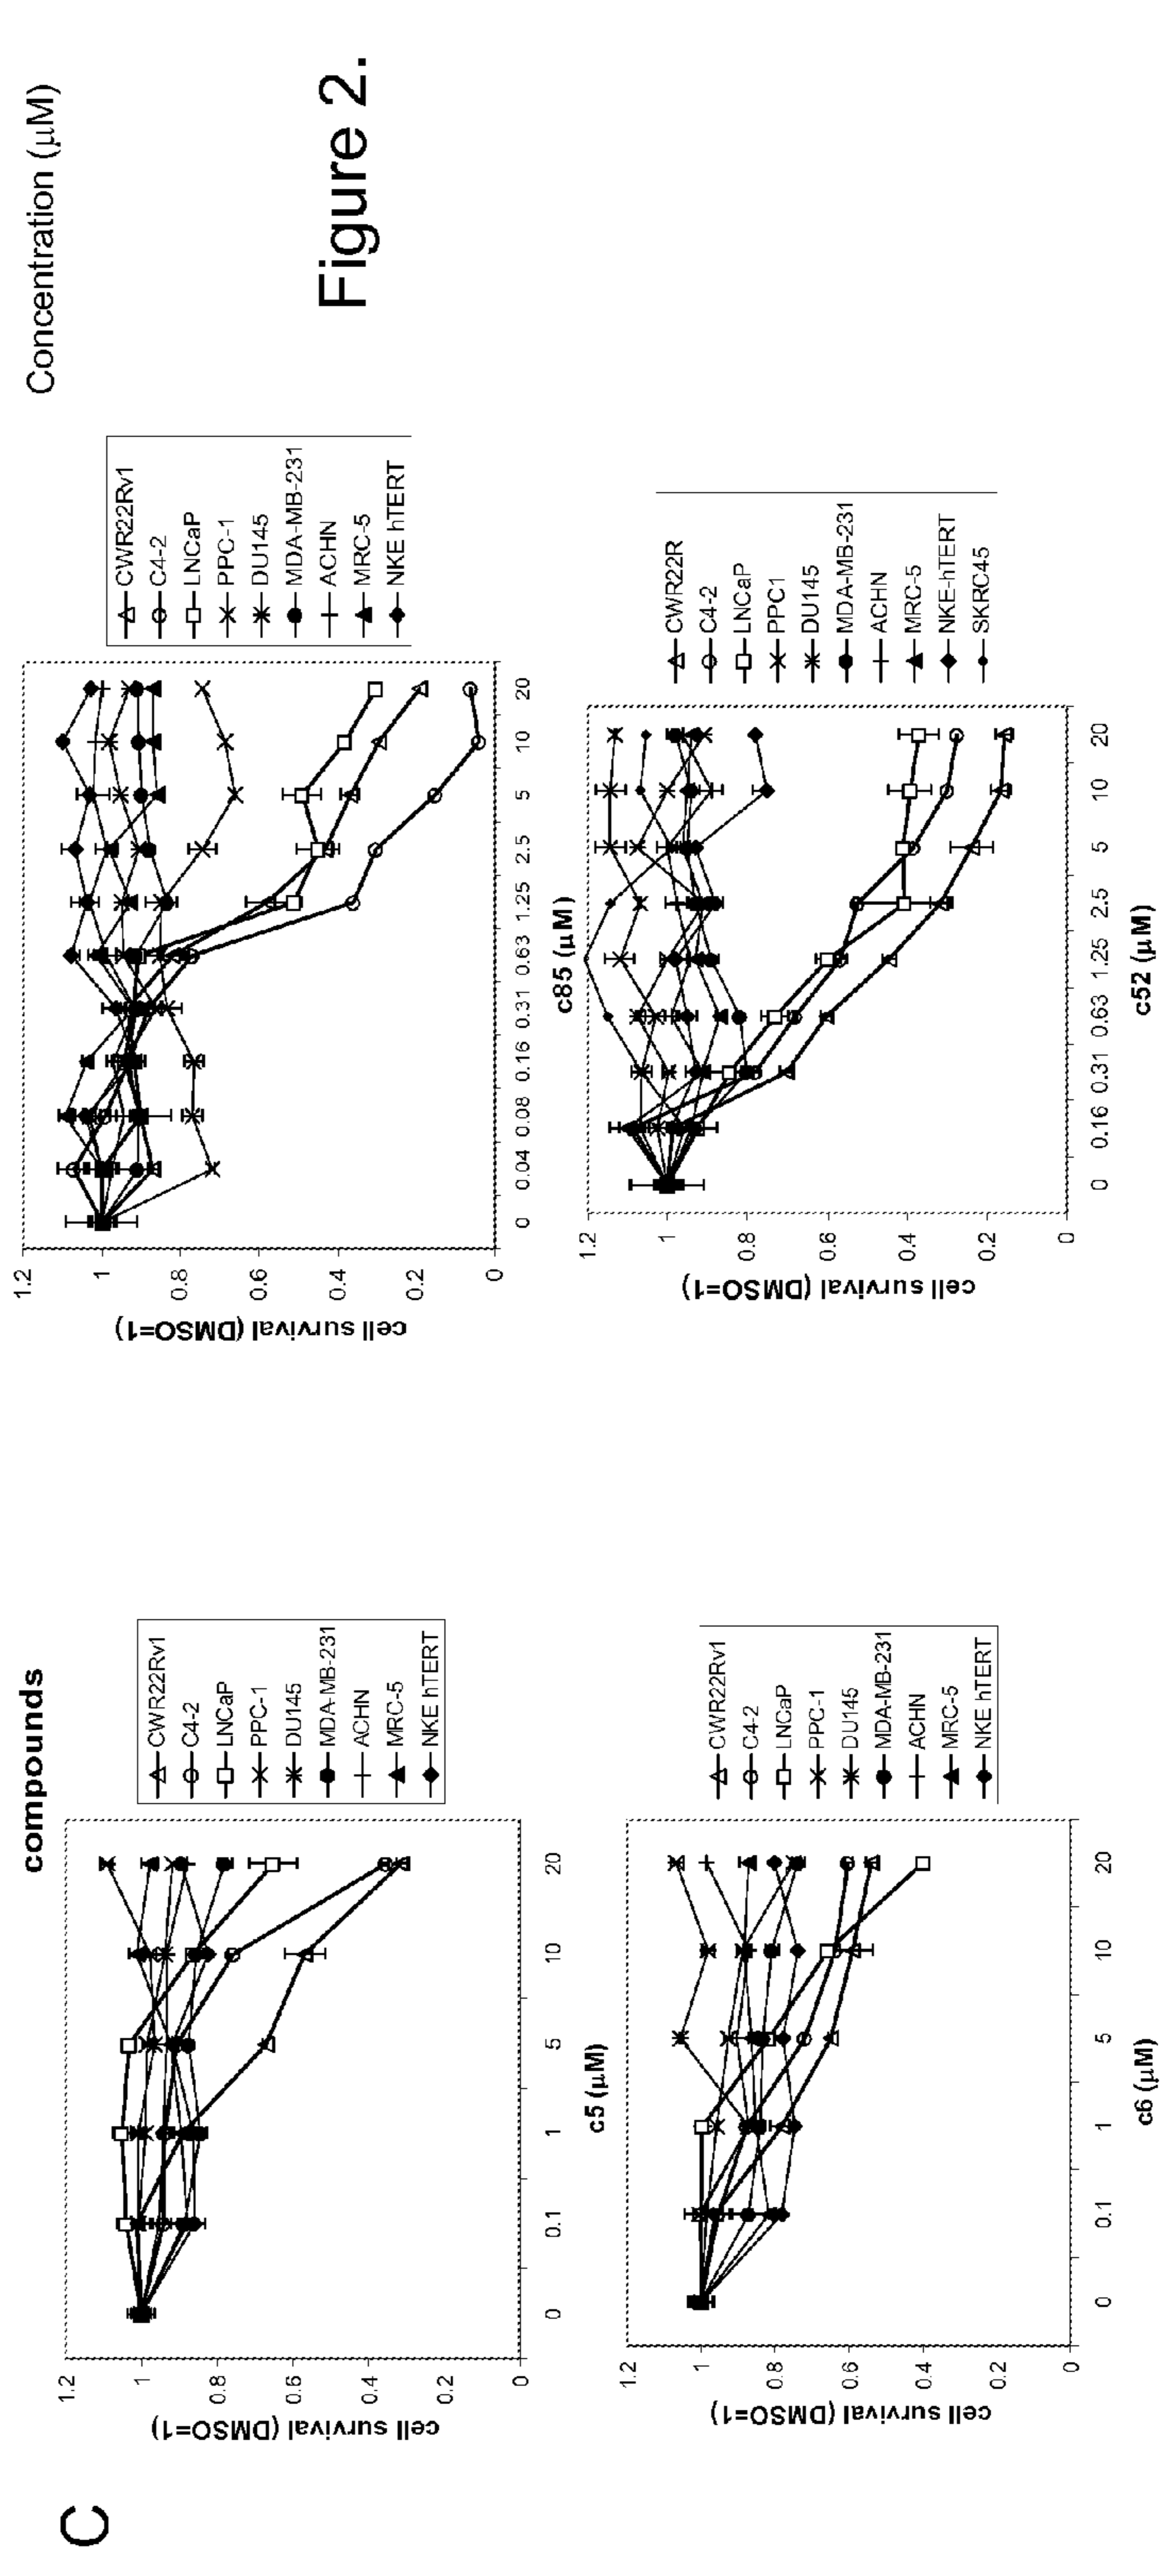 Concentration (µM)
compounds
C
cell survival (DMSO=1)
1.2
1
0.8
0.6
0.4
0.2
0
0 0.1 1 5 10 20
c5 (µM)
CWR22Rv1
C4-2
LNCaP
PPC-1
DU145
MDA-MB-231
ACHN
MRC-5
NKE hTERT
cell survival (DMSO=1)
1.2
1
0.8
0.6
0.4
0.2
0
0 0.04 0.08 0.16 0.31 0.63 1.25 2.5 5 10 20
c85 (µM)
CWR22Rv1
C4-2
LNCaP
PPC-1
DU145
MDA-MB-231
ACHN
MRC-5
NKE hTERT
cell survival (DMSO=1)
1.2
1
0.8
0.6
0.4
0.2
0
0 0.1 1 5 10 20
c6 (µM)
CWR22Rv1
C4-2
LNCaP
PPC-1
DU145
MDA-MB-231
ACHN
MRC-5
NKE hTERT
cell survival (DMSO=1)
1.2
1
0.8
0.6
0.4
0.2
0
0 0.16 0.31 0.63 1.25 2.5 5 10 20
c52 (µM)
CWR22R
C4-2
LNCaP
PPC1
DU145
MDA-MB-231
ACHN
MRC-5
NKE-hTERT
SKRC45
Figure 2.